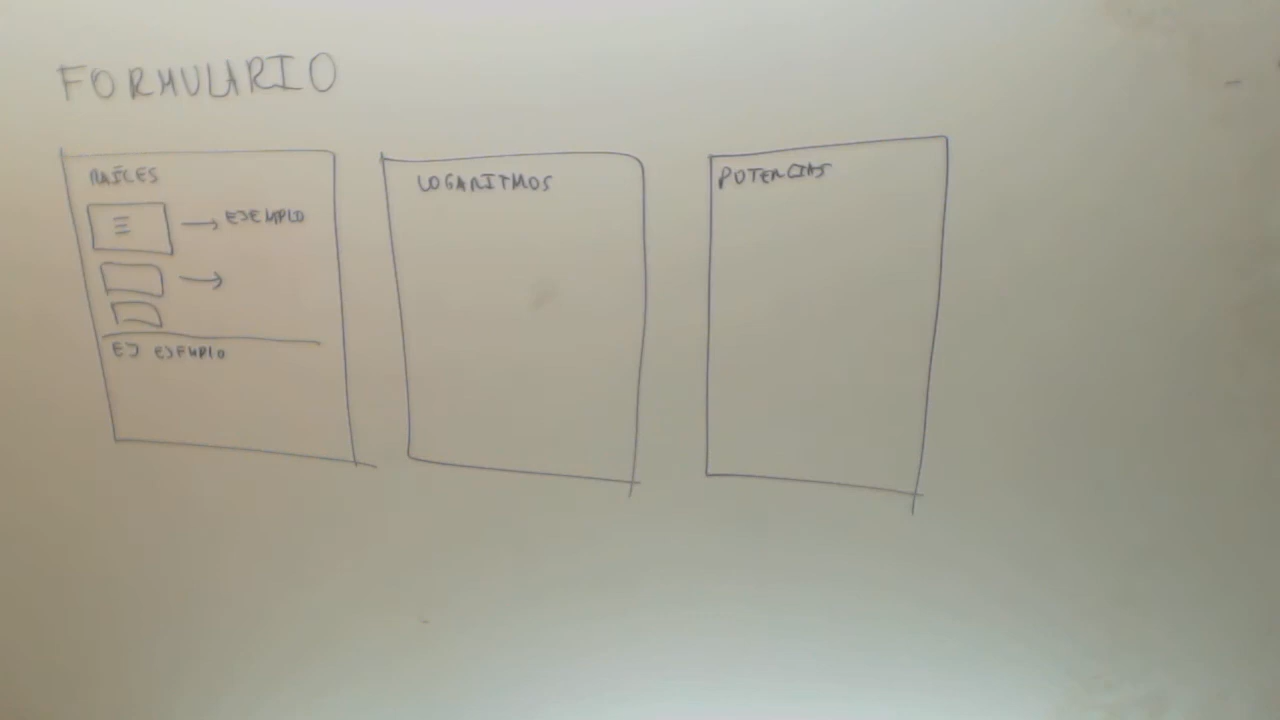 FORMULARIO
RAÍCES
EJEMPLO
EJ EJEMPLO
LOGARITMOS
POTENCIAS